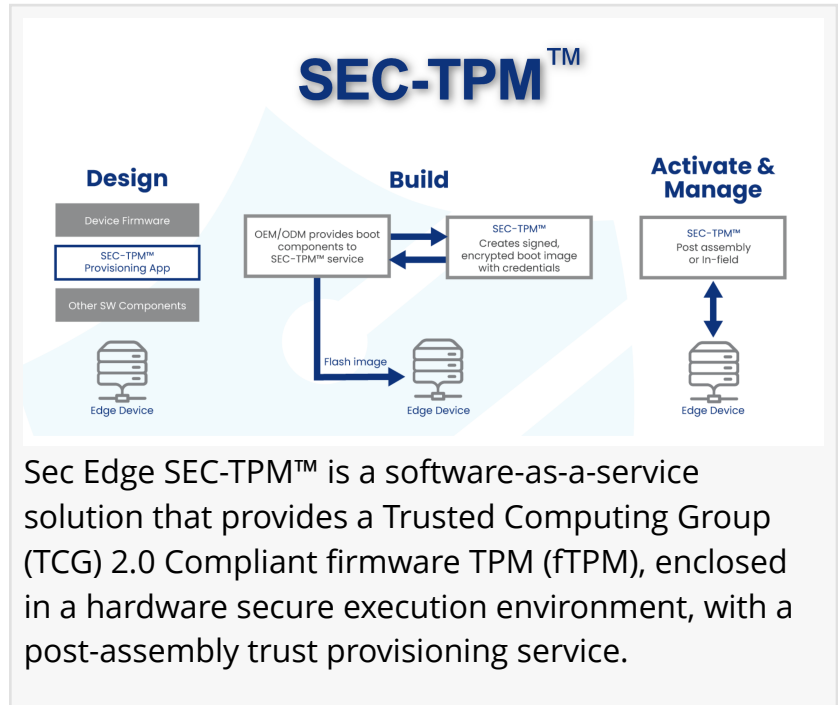 SEC-TPM™
Design
Device Firmware
SEC-TPM™
Provisioning App
Other SW Components
Edge Device
Build
OEM/ODM provides boot
components to
SEC-TPM™ service
SEC-TPM™
Creates signed,
encrypted boot image
with credentials
Flash image
Edge Device
Activate &
Manage
SEC-TPM™
Post assembly
or In-field
Edge Device
Sec Edge SEC-TPM™ is a software-as-a-service
solution that provides a Trusted Computing Group
(TCG) 2.0 Compliant firmware TPM (fTPM), enclosed
in a hardware secure execution environment, with a
post-assembly trust provisioning service.